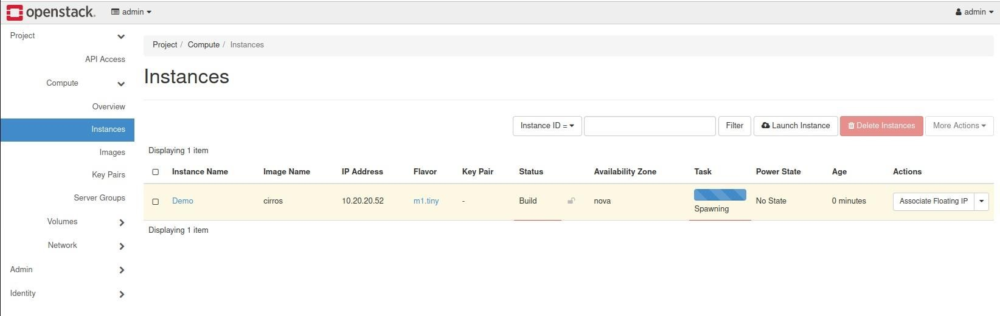 openstack. admin admin
Project
API Access
Compute
Overview
Instances
Images
Key Pairs
Server Groups
Volumes
Network
Admin
Identity
Project / Compute / Instances
Instances
Instance ID = Filter Launch Instance Delete Instances More Actions
Displaying 1 item
Instance Name Image Name IP Address Flavor Key Pair Status Availability Zone Task Power State Age Actions
Demo cirros 10.20.20.52 m1.tiny - Build nova Spawning No State 0 minutes Associate Floating IP
Displaying 1 item